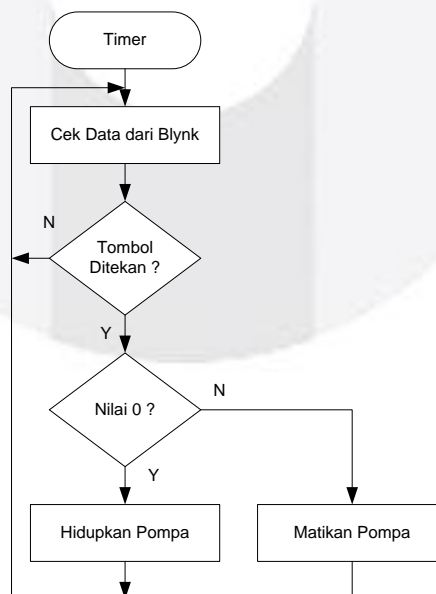 Timer
Cek Data dari Blynk
N
Tombol
Ditekan ?
Y
Nilai 0 ?
N
Y
Hidupkan Pompa
Matikan Pompa